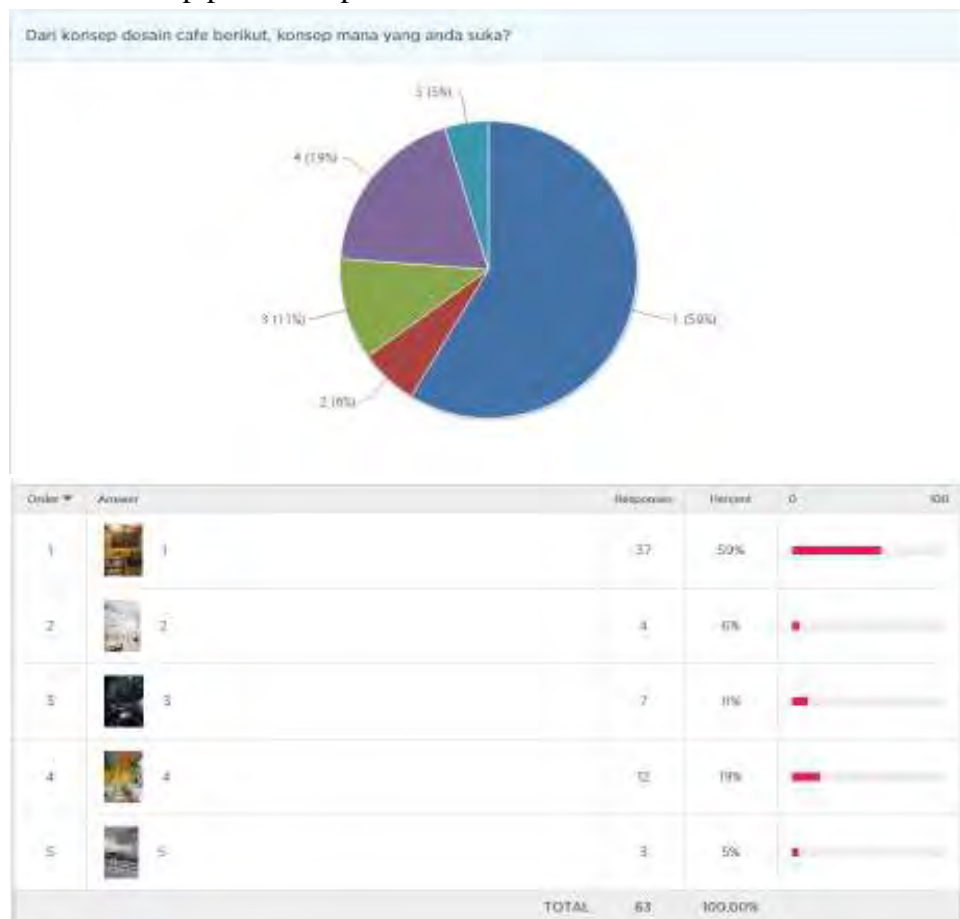 Dari konsep desain cafe berikut, konsep mana yang anda suka?
5 (5%)
4 (19%)
3 (11%)
1 (59%)
2 (6%)
Order Answer Responses Percent 0 100
1 1 37 59%
2 2 4 6%
3 3 7 11%
4 4 12 19%
5 5 3 5%
TOTAL 63 100.00%